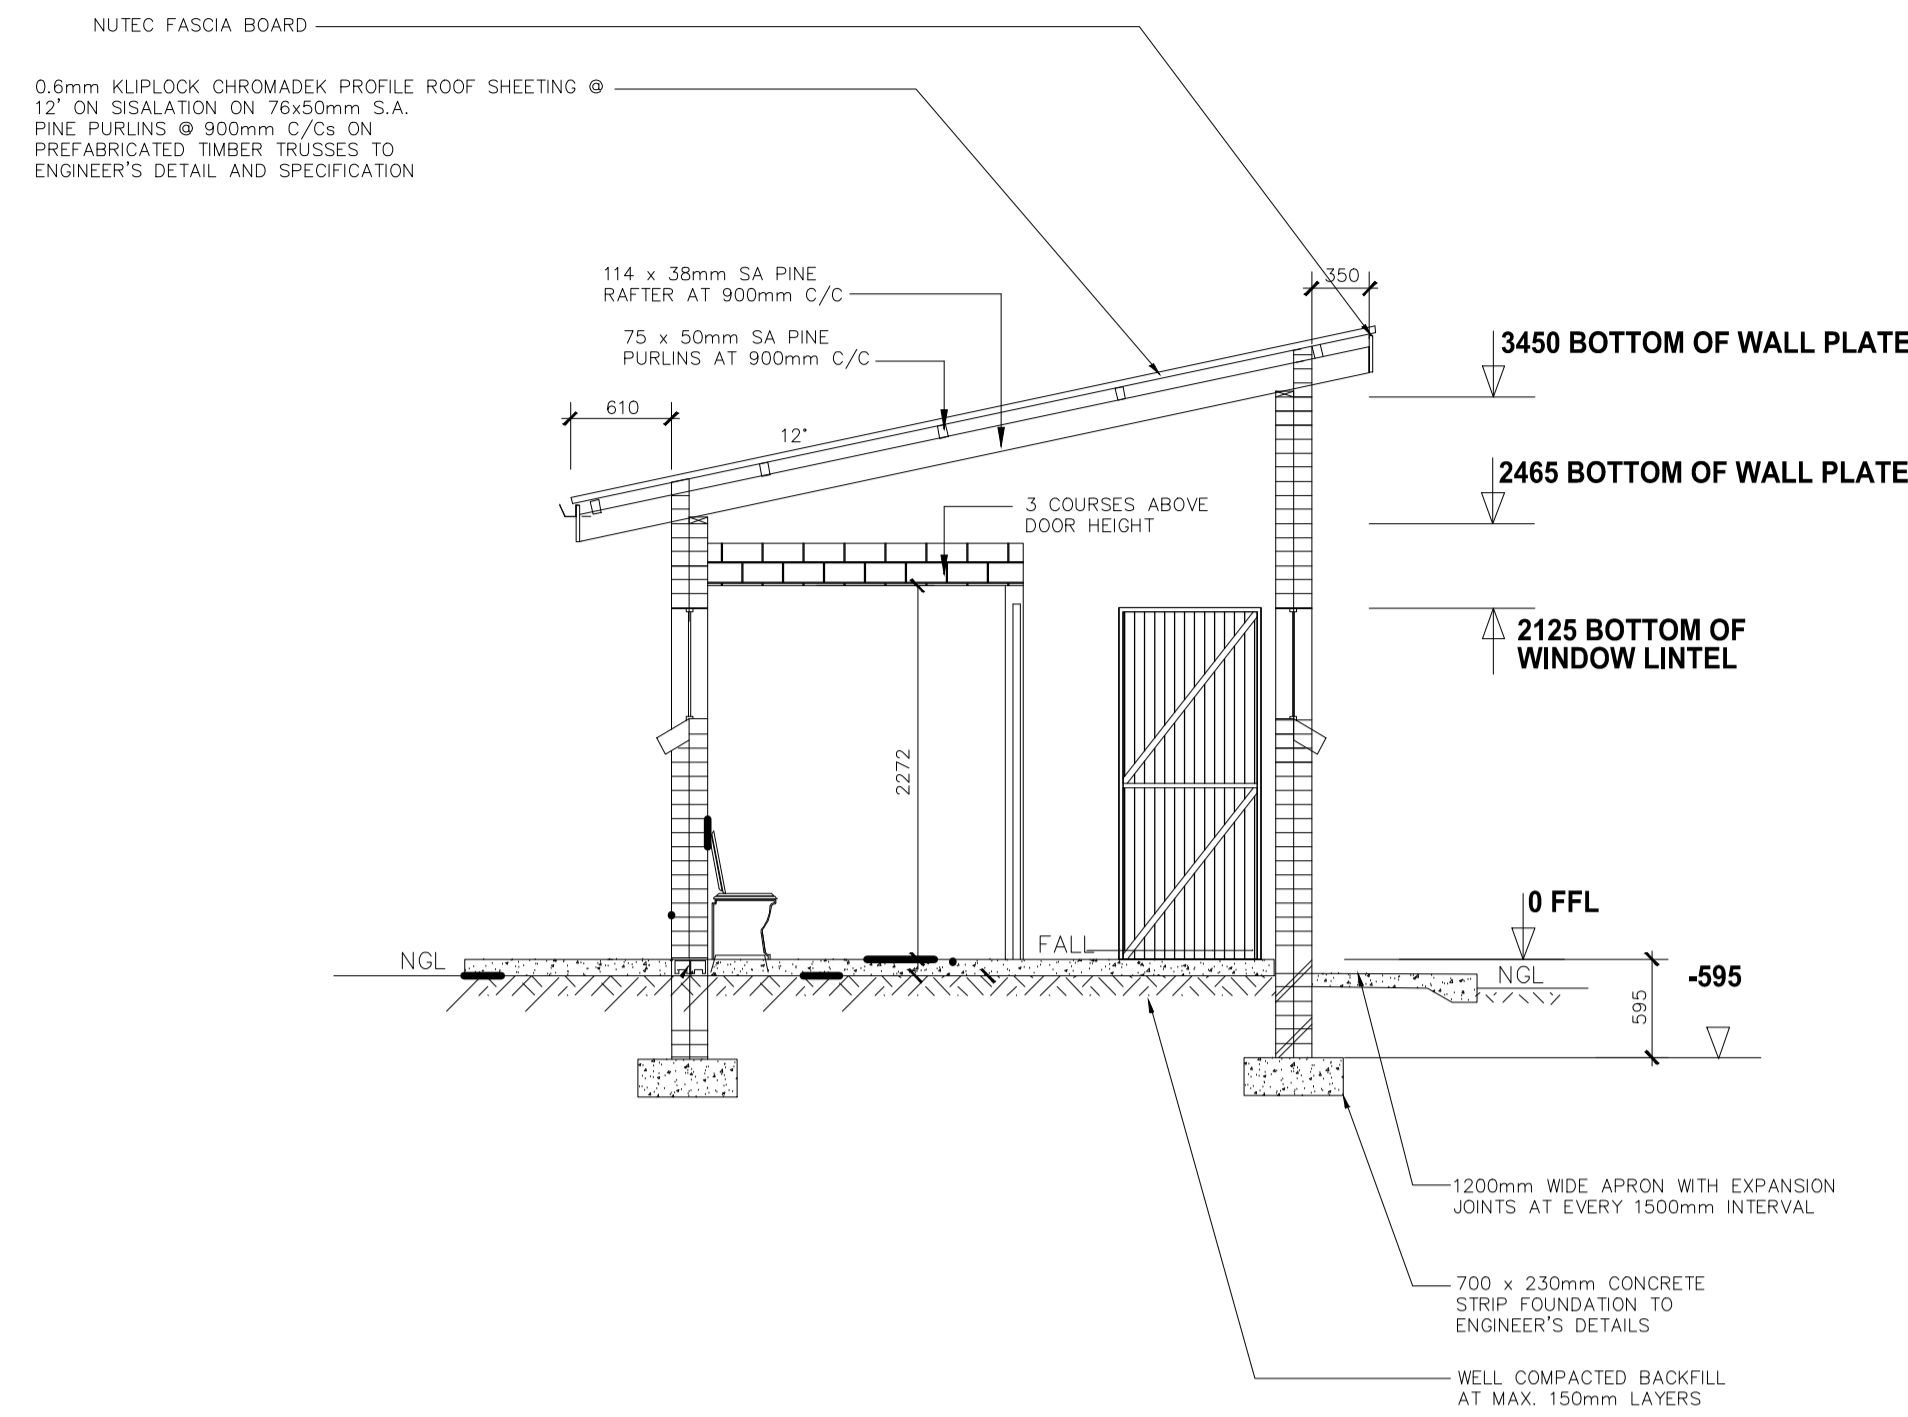 NUTEC FASCIA BOARD
0.6mm KLIPLOCK CHROMADEK PROFILE ROOF SHEETING @
12' ON SISALATION ON 76x50mm S.A.
PINE PURLINS @ 900mm C/Cs ON
PREFABRICATED TIMBER TRUSSES TO
ENGINEER'S DETAIL AND SPECIFICATION
114 x 38mm SA PINE
RAFTER AT 900mm C/C
350
75 x 50mm SA PINE
PURLINS AT 900mm C/C
3450 BOTTOM OF WALL PLATE
610
12°
2465 BOTTOM OF WALL PLATE
3 COURSES ABOVE
DOOR HEIGHT
2125 BOTTOM OF
WINDOW LINTEL
2272
0 FFL
FALL
NGL
NGL
-595
595
1200mm WIDE APRON WITH EXPANSION
JOINTS AT EVERY 1500mm INTERVAL
700 x 230mm CONCRETE
STRIP FOUNDATION TO
ENGINEER'S DETAILS
WELL COMPACTED BACKFILL
AT MAX. 150mm LAYERS